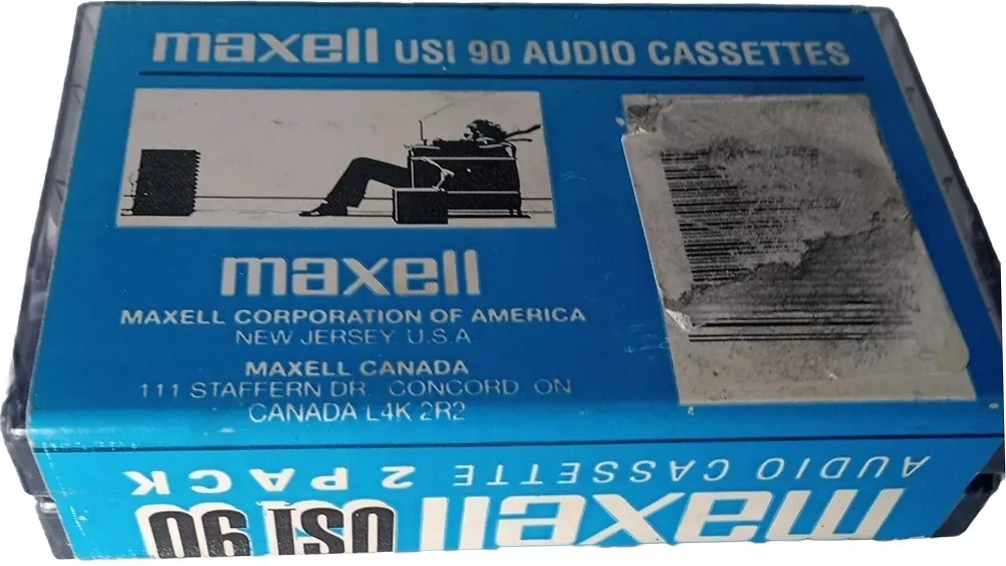 maxell USI 90 AUDIO CASSETTES
maxell
MAXELL CORPORATION OF AMERICA
NEW JERSEY U.S.A
MAXELL CANADA
111 STAFFERN DR. CONCORD ON
CANADA L4K 2R2
AUDIO CASSETTE 2 PACK
maxell USI 90